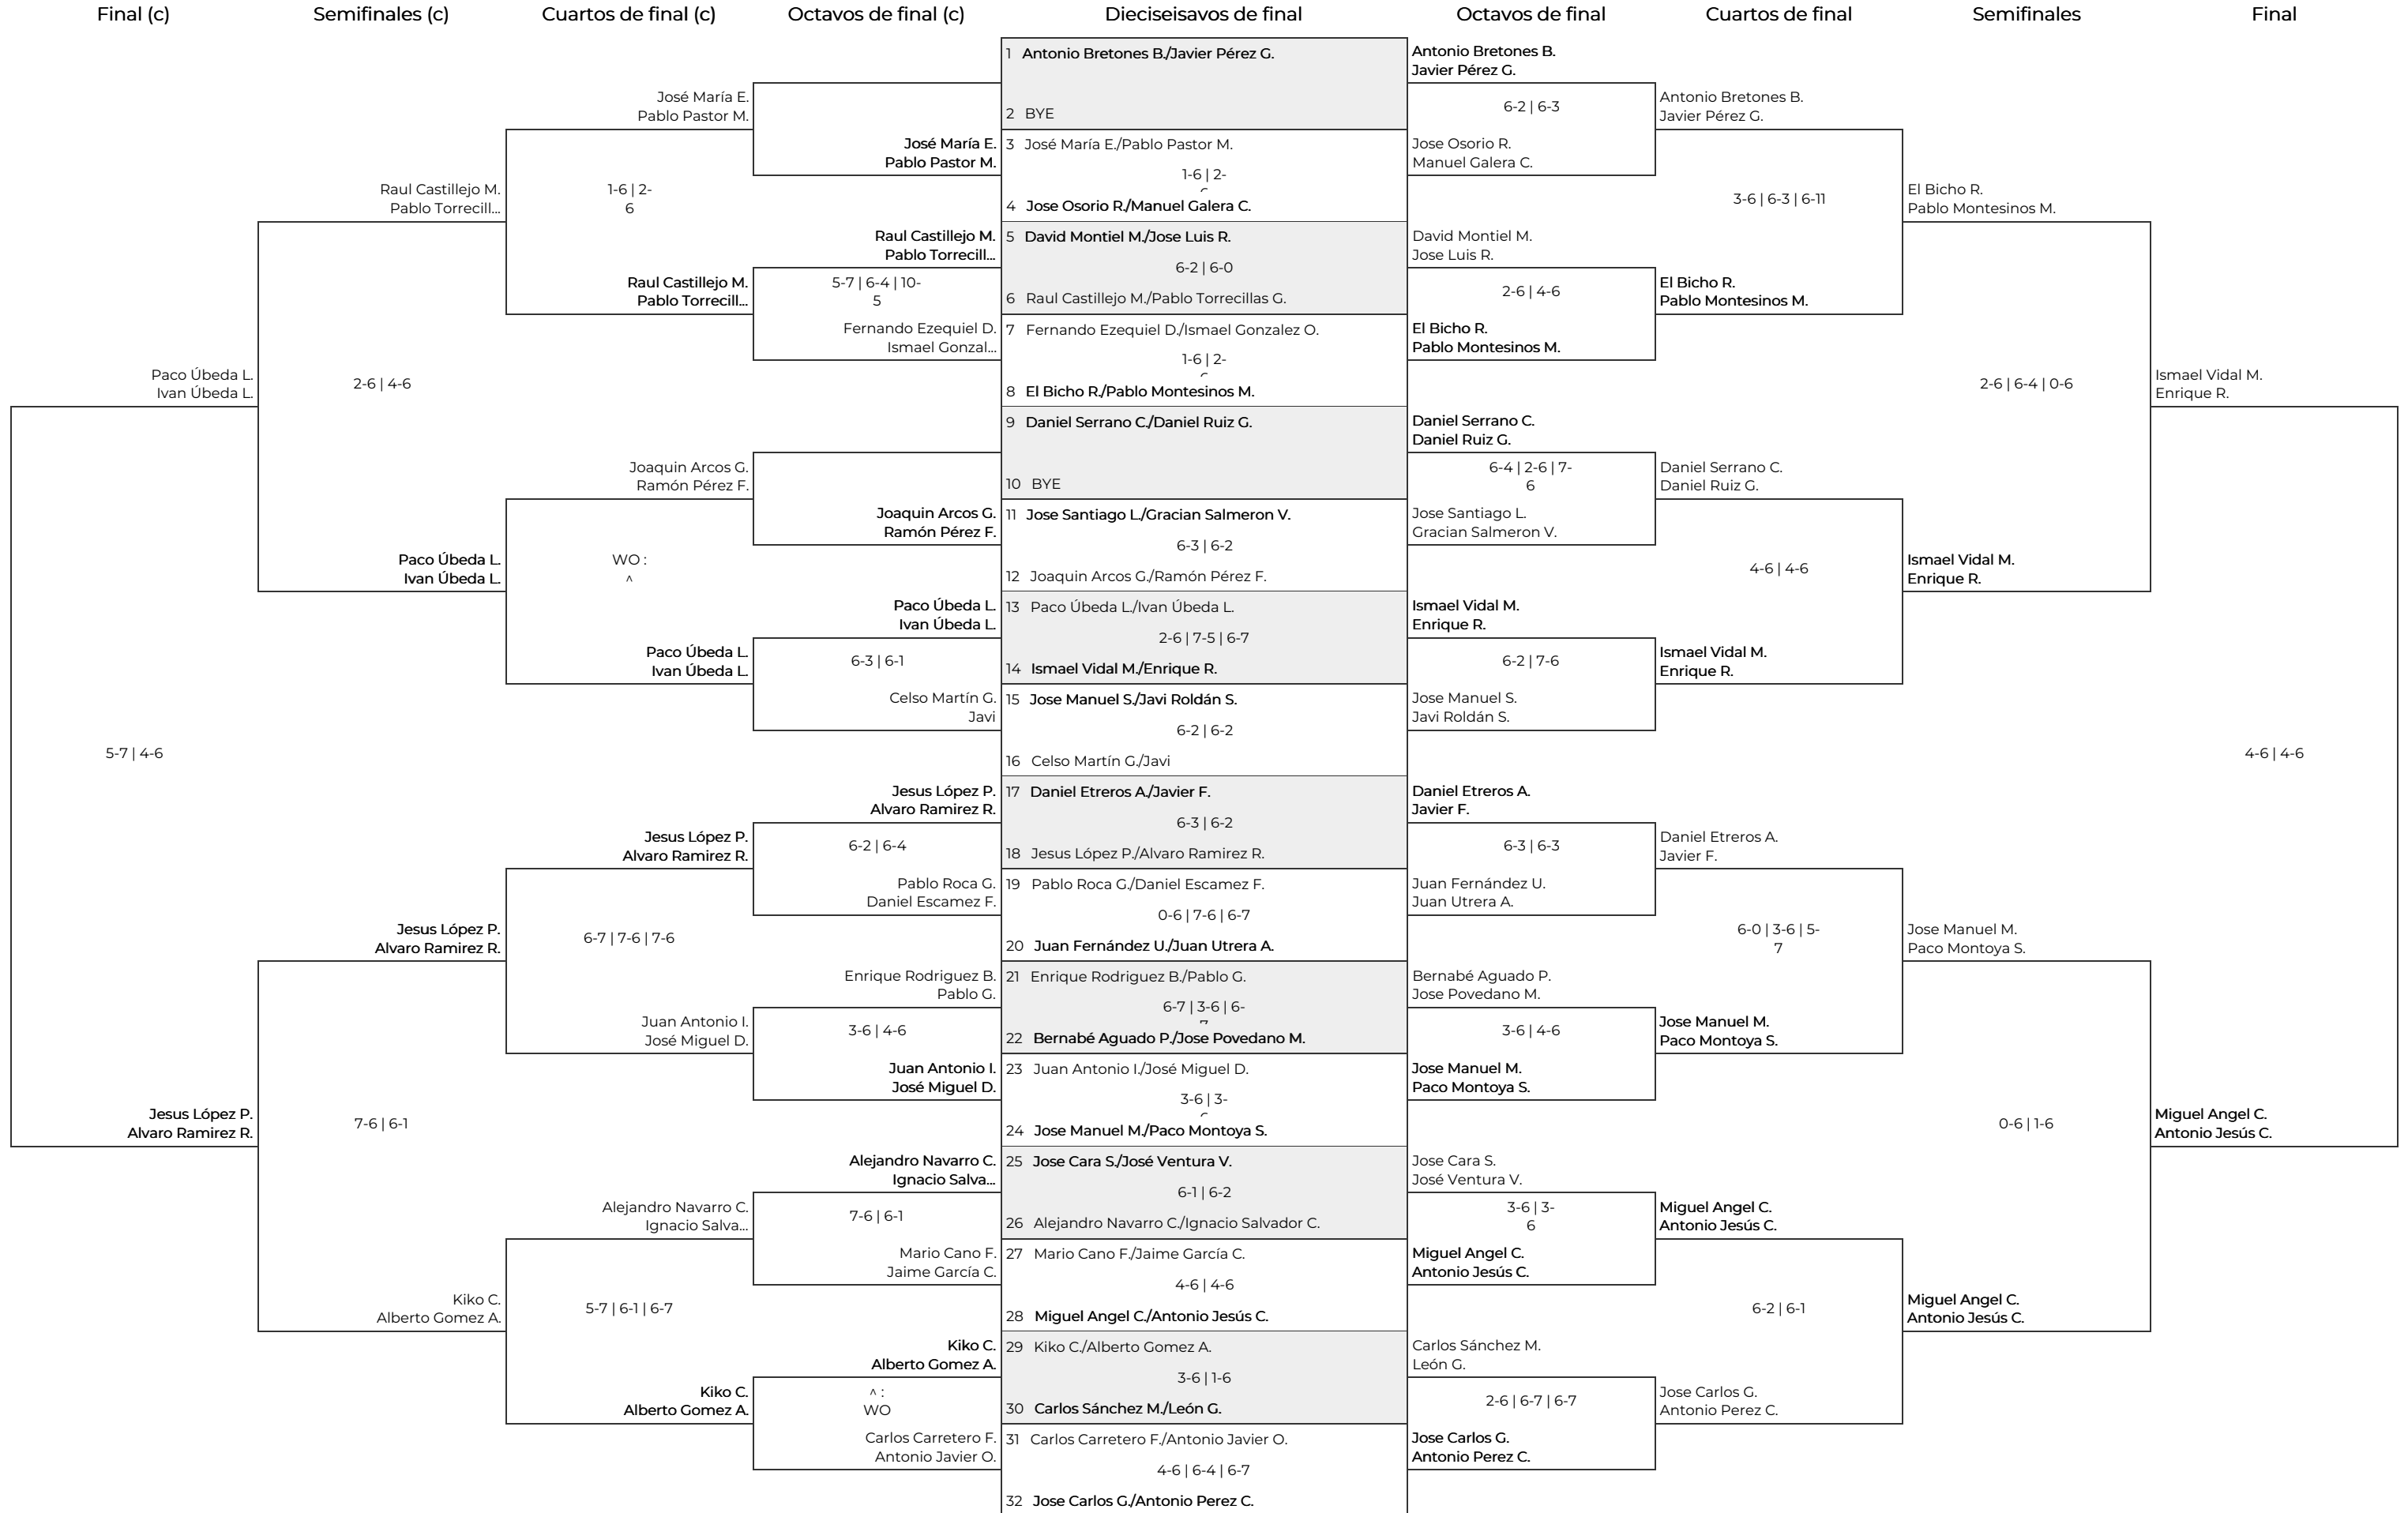 Final (c)
Semifinales (c)
Cuartos de final (c)
Octavos de final (c)
Dieciseisavos de final
Octavos de final
Cuartos de final
Semifinales
Final
Paco Úbeda L.
Ivan Úbeda L.
5-7 | 4-6
Jesus López P.
Alvaro Ramirez R.
Raul Castillejo M.
Pablo Torrecill...
2-6 | 4-6
Paco Úbeda L.
Ivan Úbeda L.
Jesus López P.
Alvaro Ramirez R.
7-6 | 6-1
Kiko C.
Alberto Gomez A.
José María E.
Pablo Pastor M.
1-6 | 2-
6
Raul Castillejo M.
Pablo Torrecill...
Joaquin Arcos G.
Ramón Pérez F.
WO :
^
Paco Úbeda L.
Ivan Úbeda L.
Jesus López P.
Alvaro Ramirez R.
6-7 | 7-6 | 7-6
Juan Antonio I.
José Miguel D.
Alejandro Navarro C.
Ignacio Salva...
5-7 | 6-1 | 6-7
Kiko C.
Alberto Gomez A.
José María E.
Pablo Pastor M.
Raul Castillejo M.
Pablo Torrecill...
5-7 | 6-4 | 10-
5
Fernando Ezequiel D.
Ismael Gonzal...
Joaquin Arcos G.
Ramón Pérez F.
Paco Úbeda L.
Ivan Úbeda L.
6-3 | 6-1
Celso Martín G.
Javi
Jesus López P.
Alvaro Ramirez R.
6-2 | 6-4
Pablo Roca G.
Daniel Escamez F.
Enrique Rodriguez B.
Pablo G.
3-6 | 4-6
Juan Antonio I.
José Miguel D.
Alejandro Navarro C.
Ignacio Salva...
7-6 | 6-1
Mario Cano F.
Jaime García C.
Kiko C.
Alberto Gomez A.
^ :
WO
Carlos Carretero F.
Antonio Javier O.
1 Antonio Bretones B./Javier Pérez G.
2 BYE
3 José María E./Pablo Pastor M.
1-6 | 2-
4 Jose Osorio R./Manuel Galera C.
5 David Montiel M./Jose Luis R.
6-2 | 6-0
6 Raul Castillejo M./Pablo Torrecillas G.
7 Fernando Ezequiel D./Ismael Gonzalez O.
1-6 | 2-
8 El Bicho R./Pablo Montesinos M.
9 Daniel Serrano C./Daniel Ruiz G.
10 BYE
11 Jose Santiago L./Gracian Salmeron V.
6-3 | 6-2
12 Joaquin Arcos G./Ramón Pérez F.
13 Paco Úbeda L./Ivan Úbeda L.
2-6 | 7-5 | 6-7
14 Ismael Vidal M./Enrique R.
15 Jose Manuel S./Javi Roldán S.
6-2 | 6-2
16 Celso Martín G./Javi
17 Daniel Etreros A./Javier F.
6-3 | 6-2
18 Jesus López P./Alvaro Ramirez R.
19 Pablo Roca G./Daniel Escamez F.
0-6 | 7-6 | 6-7
20 Juan Fernández U./Juan Utrera A.
21 Enrique Rodriguez B./Pablo G.
6-7 | 3-6 | 6-
22 Bernabé Aguado P./Jose Povedano M.
23 Juan Antonio I./José Miguel D.
3-6 | 3-
24 Jose Manuel M./Paco Montoya S.
25 Jose Cara S./José Ventura V.
6-1 | 6-2
26 Alejandro Navarro C./Ignacio Salvador C.
27 Mario Cano F./Jaime García C.
4-6 | 4-6
28 Miguel Angel C./Antonio Jesús C.
29 Kiko C./Alberto Gomez A.
3-6 | 1-6
30 Carlos Sánchez M./León G.
31 Carlos Carretero F./Antonio Javier O.
4-6 | 6-4 | 6-7
32 Jose Carlos G./Antonio Perez C.
Antonio Bretones B.
Javier Pérez G.
6-2 | 6-3
Jose Osorio R.
Manuel Galera C.
David Montiel M.
Jose Luis R.
2-6 | 4-6
El Bicho R.
Pablo Montesinos M.
Daniel Serrano C.
Daniel Ruiz G.
6-4 | 2-6 | 7-
6
Jose Santiago L.
Gracian Salmeron V.
Ismael Vidal M.
Enrique R.
6-2 | 7-6
Jose Manuel S.
Javi Roldán S.
Daniel Etreros A.
Javier F.
6-3 | 6-3
Juan Fernández U.
Juan Utrera A.
Bernabé Aguado P.
Jose Povedano M.
3-6 | 4-6
Jose Manuel M.
Paco Montoya S.
Jose Cara S.
José Ventura V.
3-6 | 3-
6
Miguel Angel C.
Antonio Jesús C.
Carlos Sánchez M.
León G.
2-6 | 6-7 | 6-7
Jose Carlos G.
Antonio Perez C.
Antonio Bretones B.
Javier Pérez G.
3-6 | 6-3 | 6-11
El Bicho R.
Pablo Montesinos M.
Daniel Serrano C.
Daniel Ruiz G.
4-6 | 4-6
Ismael Vidal M.
Enrique R.
Daniel Etreros A.
Javier F.
6-0 | 3-6 | 5-
7
Jose Manuel M.
Paco Montoya S.
Miguel Angel C.
Antonio Jesús C.
6-2 | 6-1
Jose Carlos G.
Antonio Perez C.
El Bicho R.
Pablo Montesinos M.
2-6 | 6-4 | 0-6
Ismael Vidal M.
Enrique R.
Jose Manuel M.
Paco Montoya S.
0-6 | 1-6
Miguel Angel C.
Antonio Jesús C.
Ismael Vidal M.
Enrique R.
4-6 | 4-6
Miguel Angel C.
Antonio Jesús C.